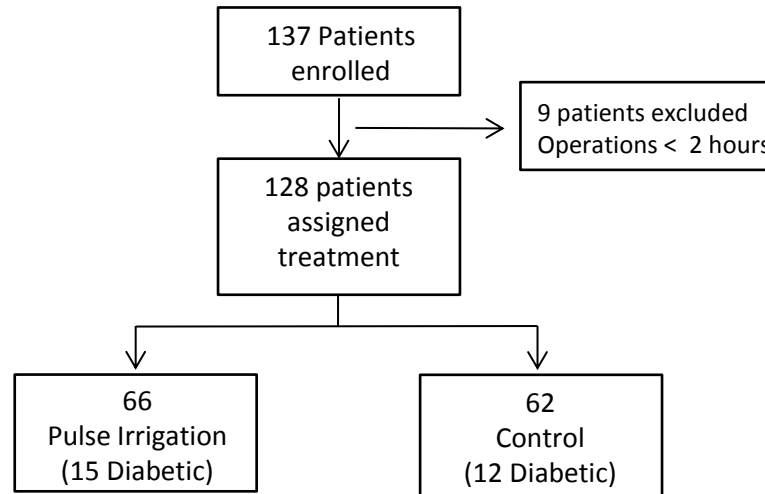 137 Patients
enrolled
9 patients excluded
Operations < 2 hours
128 patients
assigned
treatment
66
Pulse Irrigation
(15 Diabetic)
62
Control
(12 Diabetic)